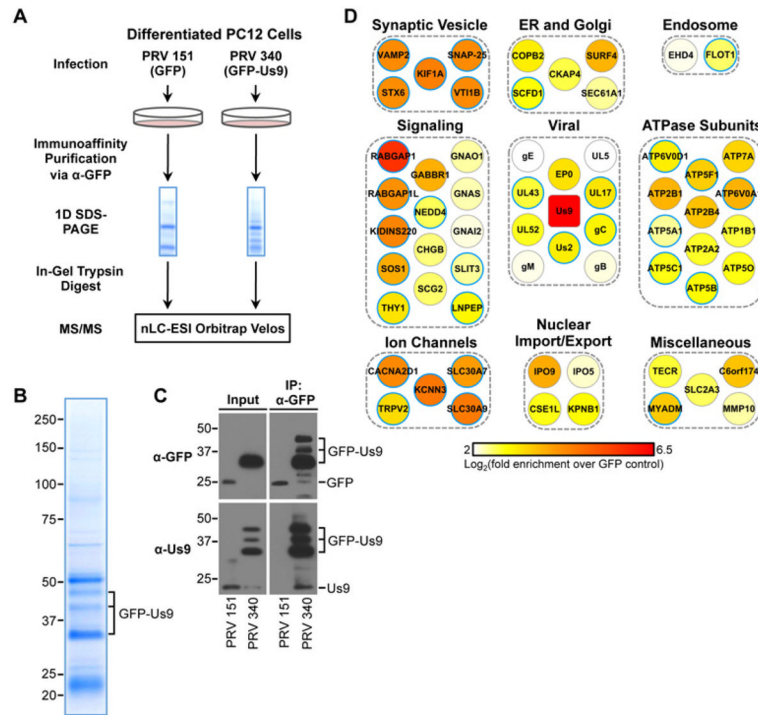 A
Differentiated PC12 Cells
Infection
PRV 151
(GFP)
PRV 340
(GFP-Us9)
Immunoaffinity
Purification
via α-GFP
1D SDS-
PAGE
In-Gel Trypsin
Digest
MS/MS
nLC-ESI Orbitrap Velos
B
250
150
100
75
50
37
25
20
GFP-Us9
C
Input
IP:
α-GFP
α-GFP
50
37
25
GFP-Us9
GFP
α-Us9
50
37
25
GFP-Us9
Us9
PRV 151
PRV 340
PRV 151
PRV 340
D
Synaptic Vesicle
VAMP2
SNAP-25
KIF1A
STX6
VTI1B
ER and Golgi
COPB2
SURF4
CKAP4
SCFD1
SEC61A1
Endosome
EHD4
FLOT1
Signaling
RABGAP1
GNAO1
GABBR1
RABGAP1L
GNAS
NEDD4
KIDINS220
GNAI2
CHGB
SOS1
SLIT3
SCG2
THY1
LNPEP
Viral
gE
UL5
EP0
UL43
UL17
Us9
UL52
gC
Us2
gM
gB
ATPase Subunits
ATP6V0D1
ATP7A
ATP5F1
ATP2B1
ATP6V0A1
ATP2B4
ATP5A1
ATP1B1
ATP2A2
ATP5C1
ATP5O
ATP5B
Ion Channels
CACNA2D1
SLC30A7
KCNN3
TRPV2
SLC30A9
Nuclear
Import/Export
IPO9
IPO5
CSE1L
KPNB1
Miscellaneous
TECR
C6orf174
SLC2A3
MYADM
MMP10
2
6.5
Log2(fold enrichment over GFP control)